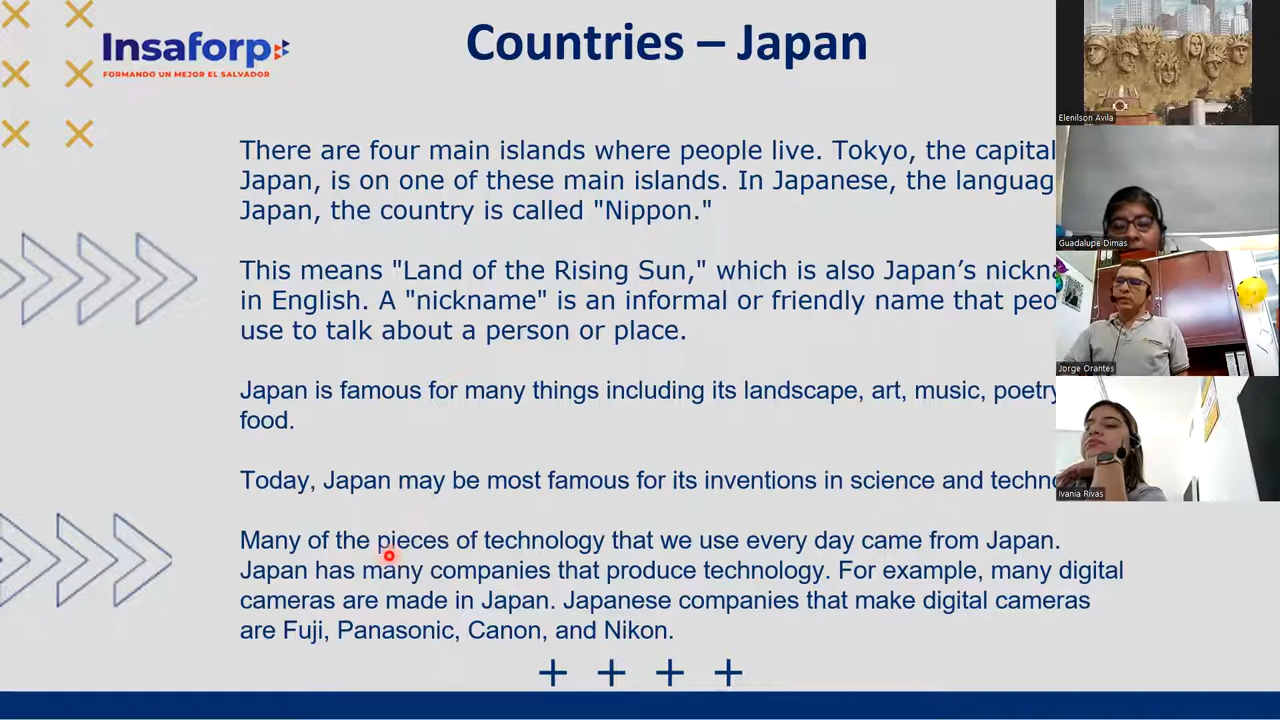 Insaforp
FORMANDO UN MEJOR EL SALVADOR
Countries – Japan
There are four main islands where people live. Tokyo, the capital
Japan, is on one of these main islands. In Japanese, the languag
Japan, the country is called "Nippon."
This means "Land of the Rising Sun," which is also Japan’s nickna
in English. A "nickname" is an informal or friendly name that peo
use to talk about a person or place.
Japan is famous for many things including its landscape, art, music, poetry
food.
Today, Japan may be most famous for its inventions in science and techno
Many of the pieces of technology that we use every day came from Japan.
Japan has many companies that produce technology. For example, many digital
cameras are made in Japan. Japanese companies that make digital cameras
are Fuji, Panasonic, Canon, and Nikon.
Elenilson Avila
Guadalupe Dimas
Jorge Orantes
Ivania Rivas